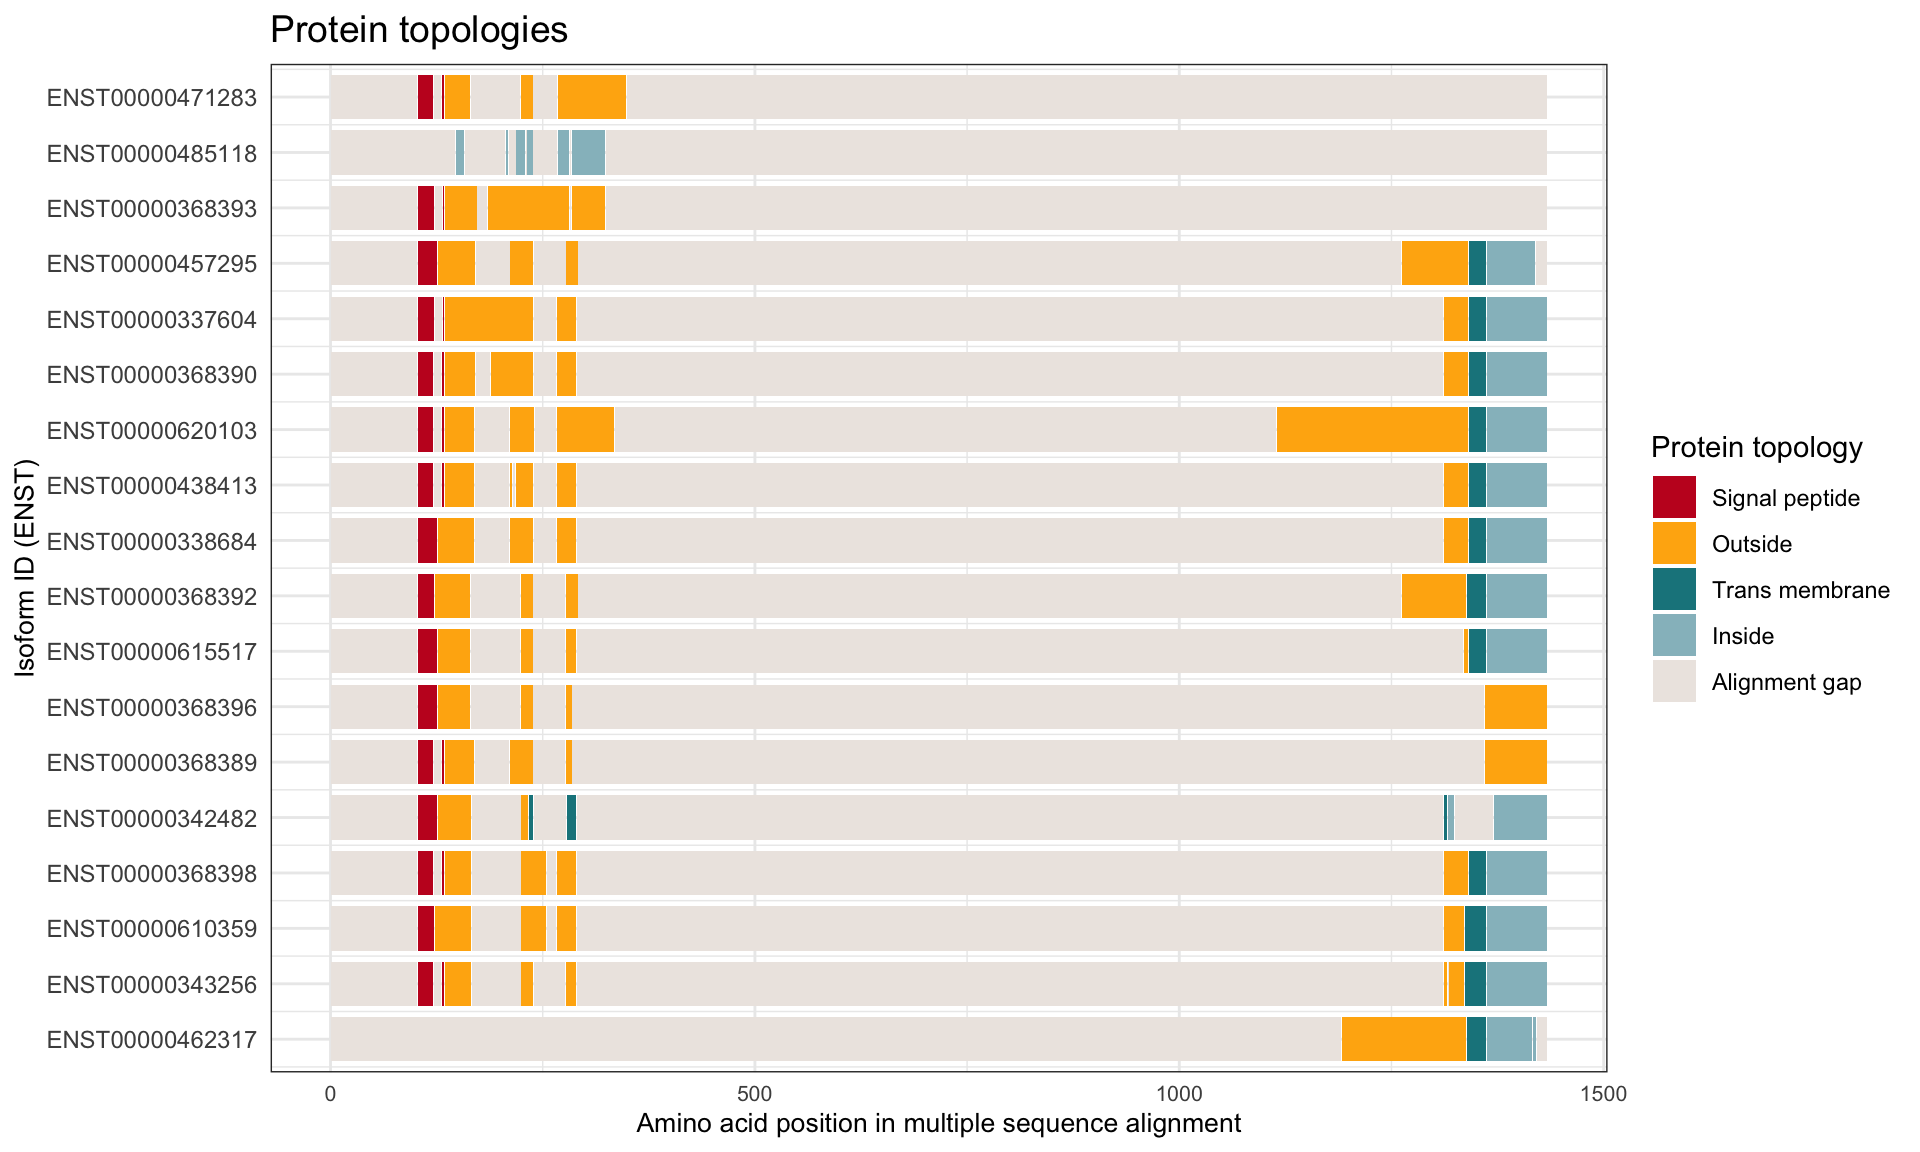 Protein topologies
ENST00000471283
ENST00000485118
ENST00000368393
ENST00000457295
ENST00000337604
ENST00000368390
ENST00000620103
ENST00000438413
ENST00000338684
ENST00000368392
ENST00000615517
ENST00000368396
ENST00000368389
ENST00000342482
ENST00000368398
ENST00000610359
ENST00000343256
ENST00000462317
Isoform ID (ENST)
0 500 1000 1500
Amino acid position in multiple sequence alignment
Protein topology
Signal peptide
Outside
Trans membrane
Inside
Alignment gap